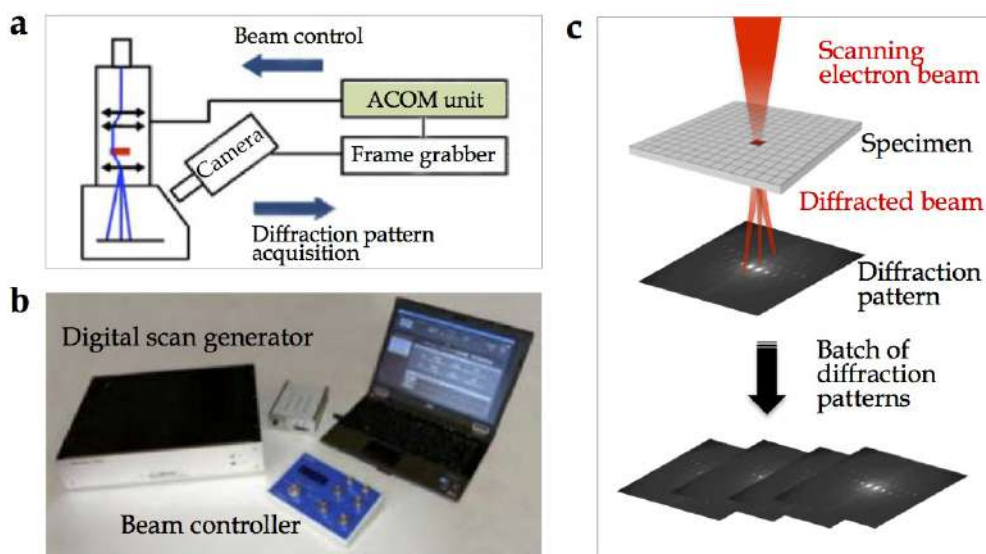 a
Beam control
ACOM unit
Camera
Frame grabber
Diffraction pattern
acquisition
b
Digital scan generator
Beam controller
c
Scanning
electron beam
Specimen
Diffracted beam
Diffraction
pattern
Batch of
diffraction
patterns